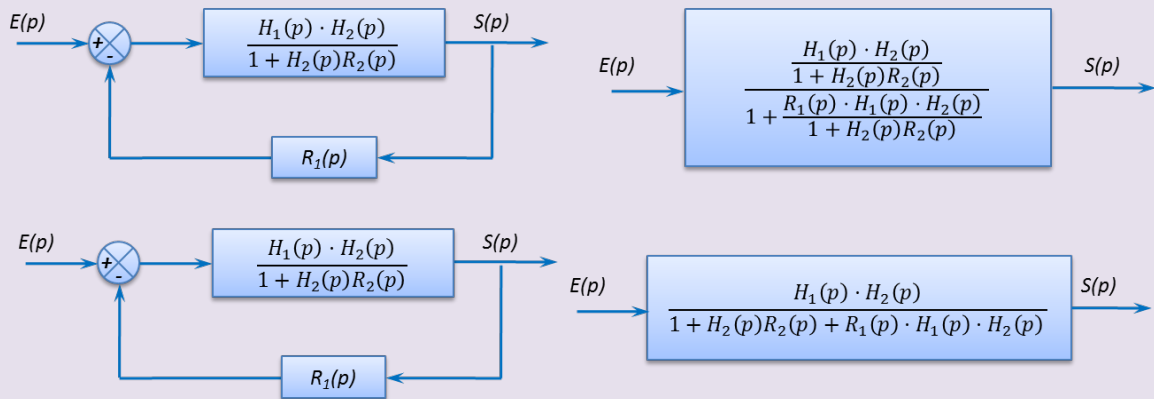 E(p)
+
-
H₁(p) · H₂(p)
1 + H₂(p)R₂(p)
S(p)
R₁(p)
E(p)
H₁(p) · H₂(p)
1 + H₂(p)R₂(p)
1 + R₁(p) · H₁(p) · H₂(p)
1 + H₂(p)R₂(p)
S(p)
E(p)
+
-
H₁(p) · H₂(p)
1 + H₂(p)R₂(p)
S(p)
R₁(p)
E(p)
H₁(p) · H₂(p)
1 + H₂(p)R₂(p) + R₁(p) · H₁(p) · H₂(p)
S(p)